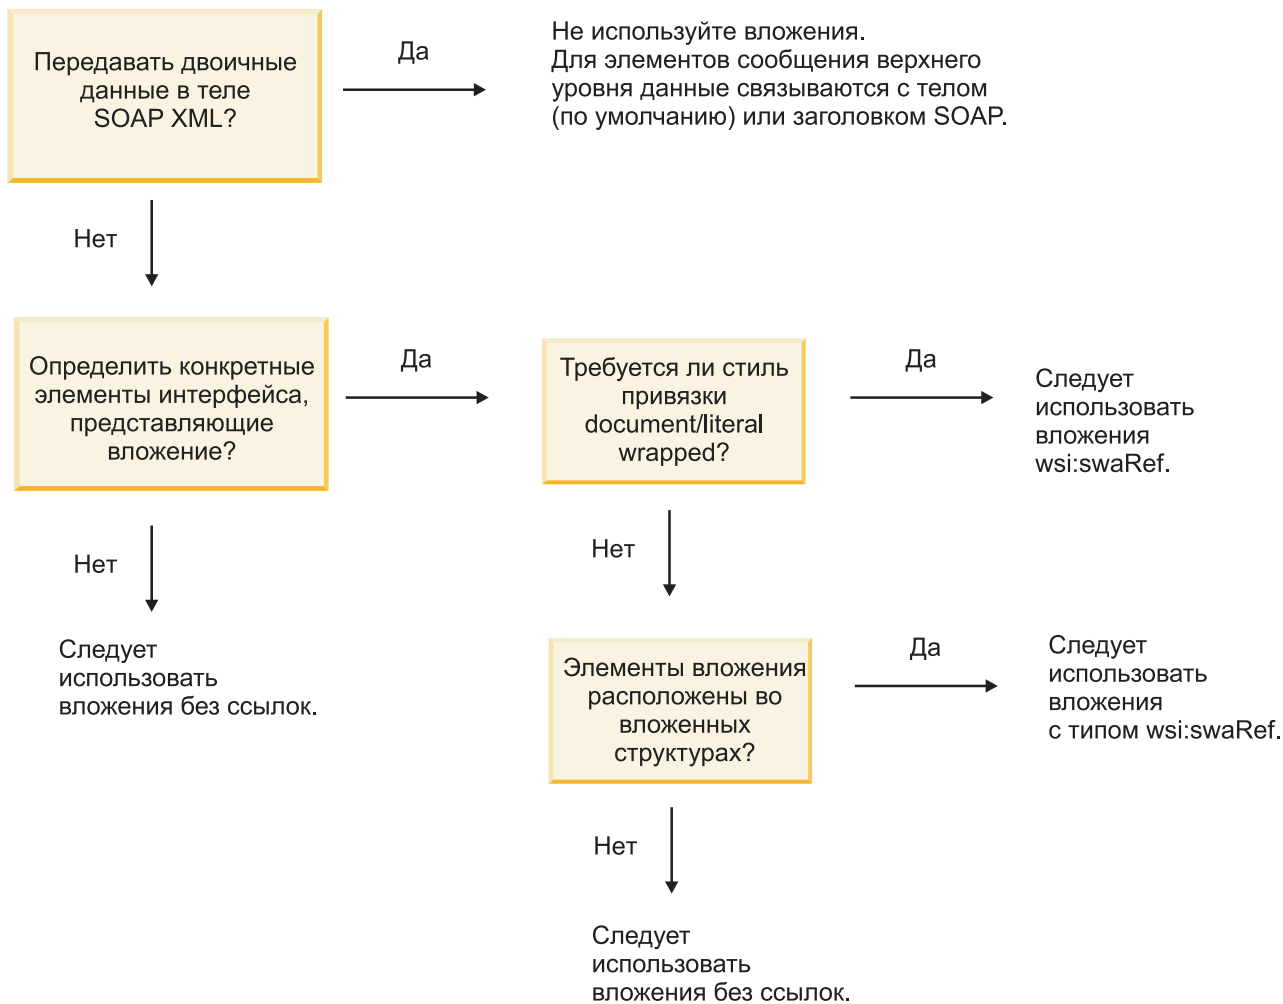 Передавать двоичные
данные в теле
SOAP XML?
Да
Не используйте вложения.
Для элементов сообщения верхнего
уровня данные связываются с телом
(по умолчанию) или заголовком SOAP.
Нет
Определить конкретные
элементы интерфейса,
представляющие
вложение?
Да
Требуется ли стиль
привязки
document/literal
wrapped?
Да
Следует
использовать
вложения
wsi:swaRef.
Нет
Следует
использовать
вложения без ссылок.
Нет
Элементы вложения
расположены во
вложенных
структурах?
Да
Следует
использовать
вложения
с типом wsi:swaRef.
Нет
Следует
использовать
вложения без ссылок.